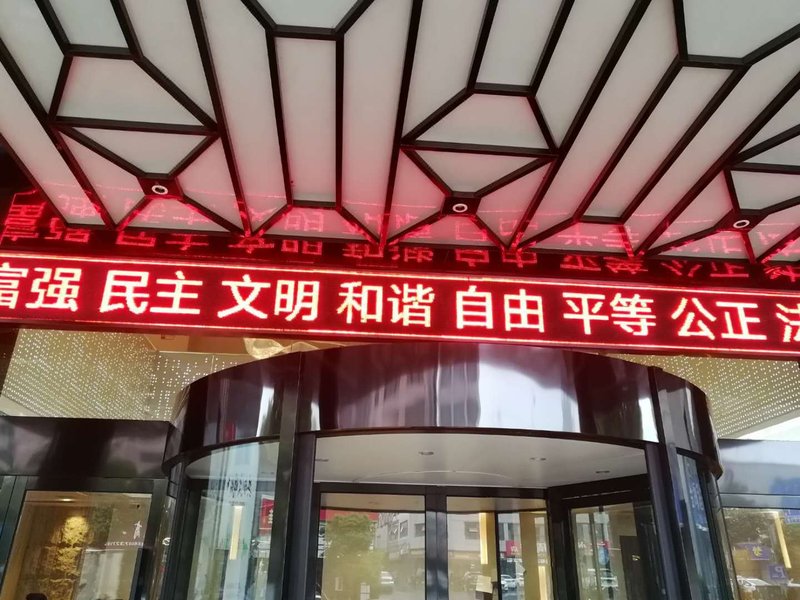 富强 民主 文明 和谐 自由 平等 公正 法